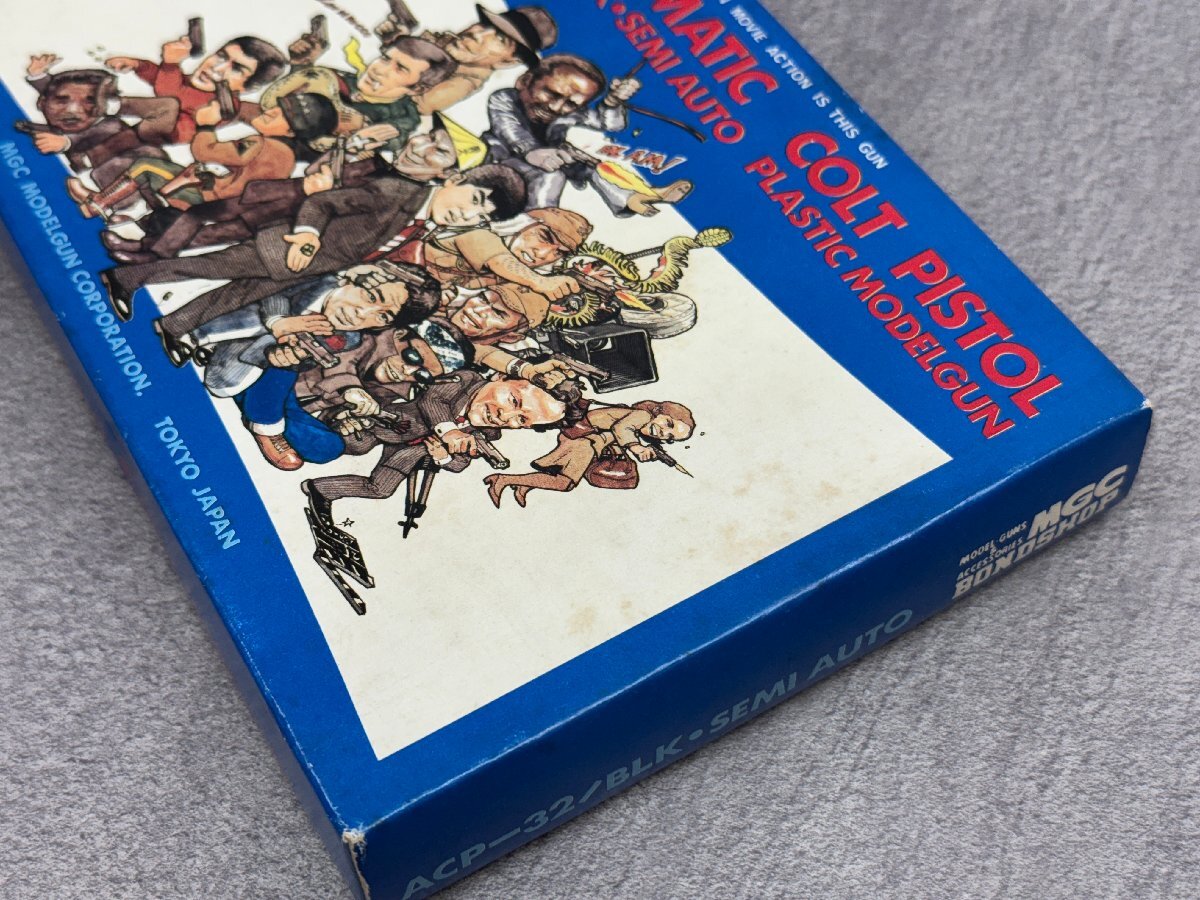 MOVIE ACTION IS THIS GUN
MATIC COLT PISTOL
SEMI AUTO PLASTIC MODELGUN
MGC MODELGUN CORPORATION, TOKYO JAPAN
MODEL-GUNS
& ACCESSORIES
MGC
BONDSHOP
ACP—32/BLK•SEMI AUTO